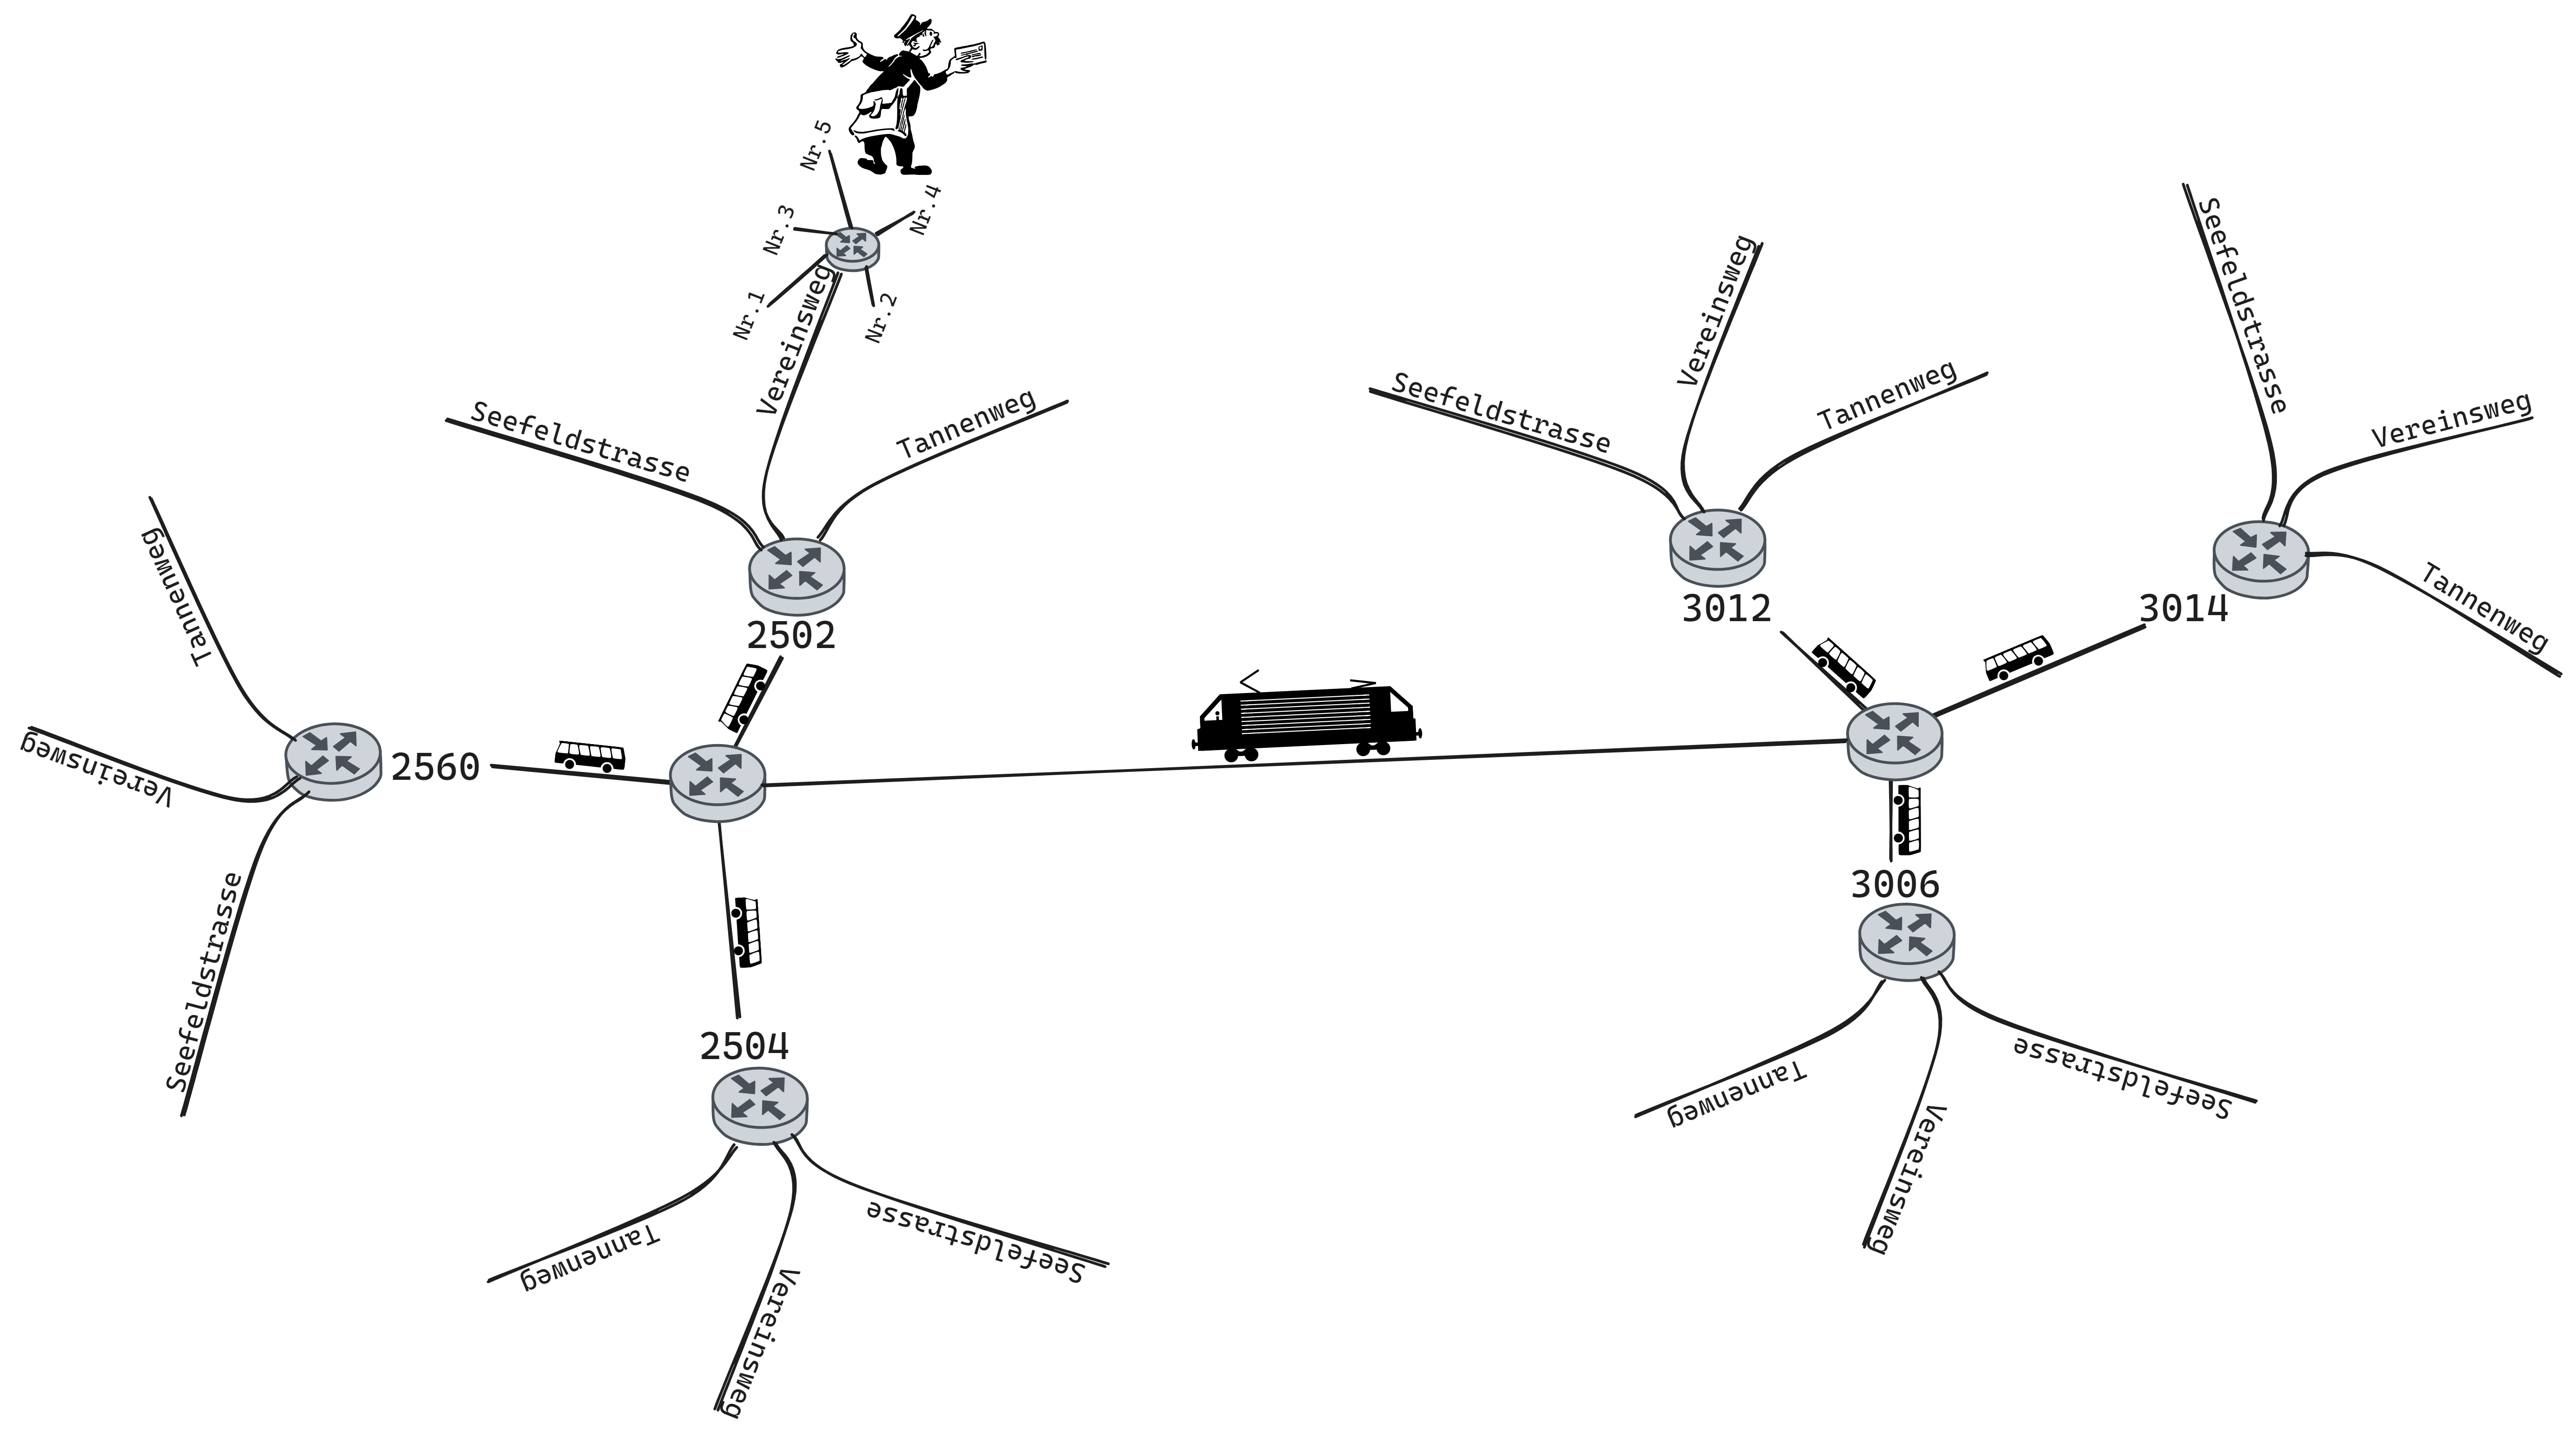 Nr.5
Nr.3
Nr.4
Nr.1
Nr.2
Vereinsweg
Seefeldstrasse
Tannenweg
2502
Tannenweg
Vereinsweg
Seefeldstrasse
2560
2504
Tannenweg
Vereinsweg
Seefeldstrasse
Seefeldstrasse
Vereinsweg
Tannenweg
3012
Seefeldstrasse
Vereinsweg
Tannenweg
3014
3006
Tannenweg
Vereinsweg
Seefeldstrasse